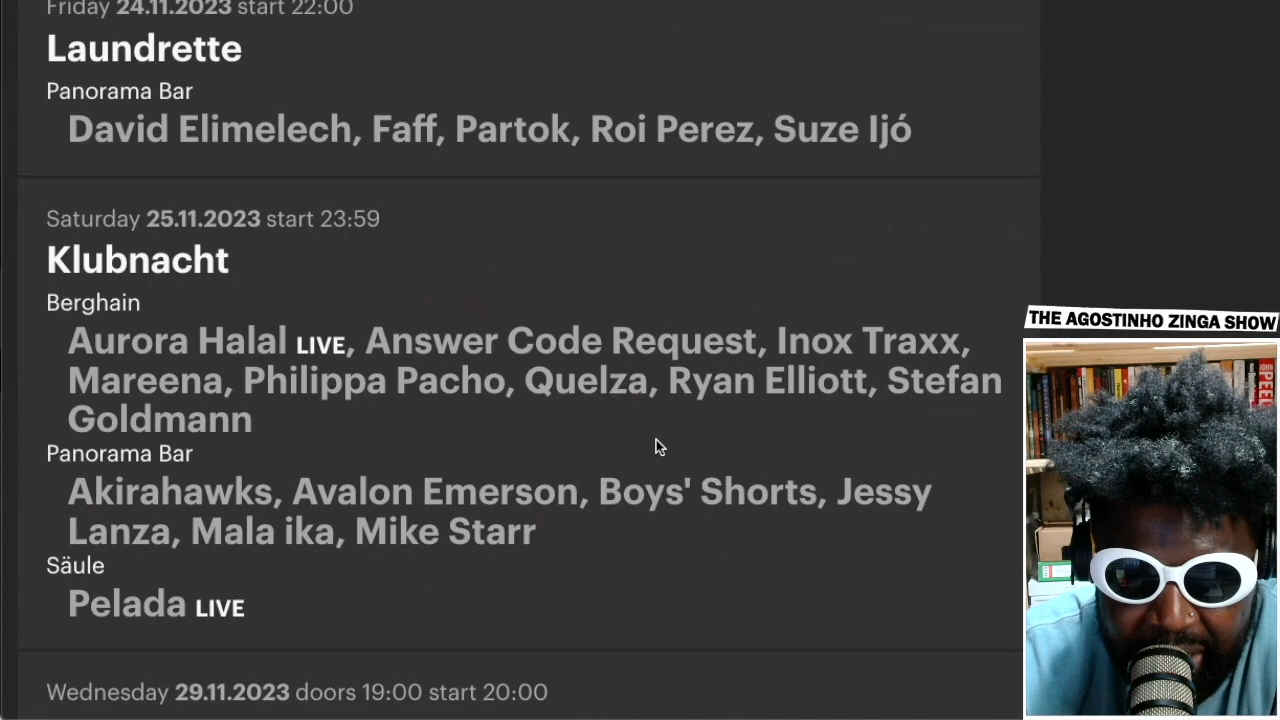 Friday 24.11.2023 start 22:00
Laundrette
Panorama Bar
David Elimelech, Faff, Partok, Roi Perez, Suze Ijó
Saturday 25.11.2023 start 23:59
Klubnacht
Berghain
Aurora Halal LIVE, Answer Code Request, Inox Traxx,
Mareena, Philippa Pacho, Quelza, Ryan Elliott, Stefan
Goldmann
Panorama Bar
Akirahawks, Avalon Emerson, Boys' Shorts, Jessy
Lanza, Mala ika, Mike Starr
Säule
Pelada LIVE
Wednesday 29.11.2023 doors 19:00 start 20:00
THE AGOSTINHO ZINGA SHOW